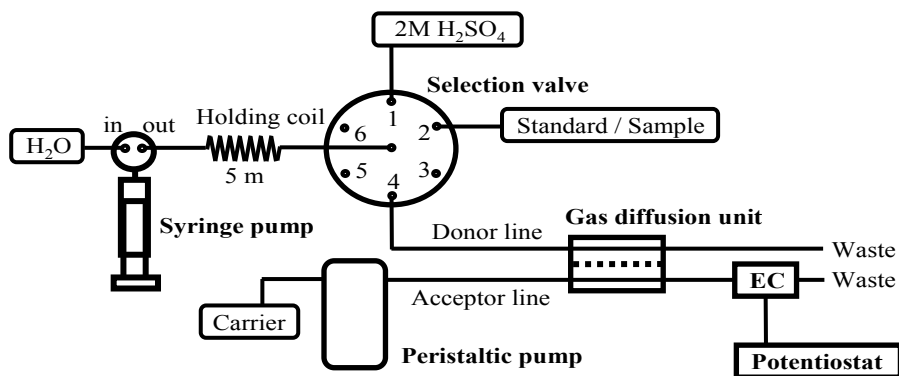 2M H₂SO₄
Selection valve
Holding coil
in out
H₂O
5 m
1
2
3
4
5
6
Standard / Sample
Syringe pump
Donor line
Gas diffusion unit
Waste
Acceptor line
EC
Waste
Carrier
Peristaltic pump
Potentiostat